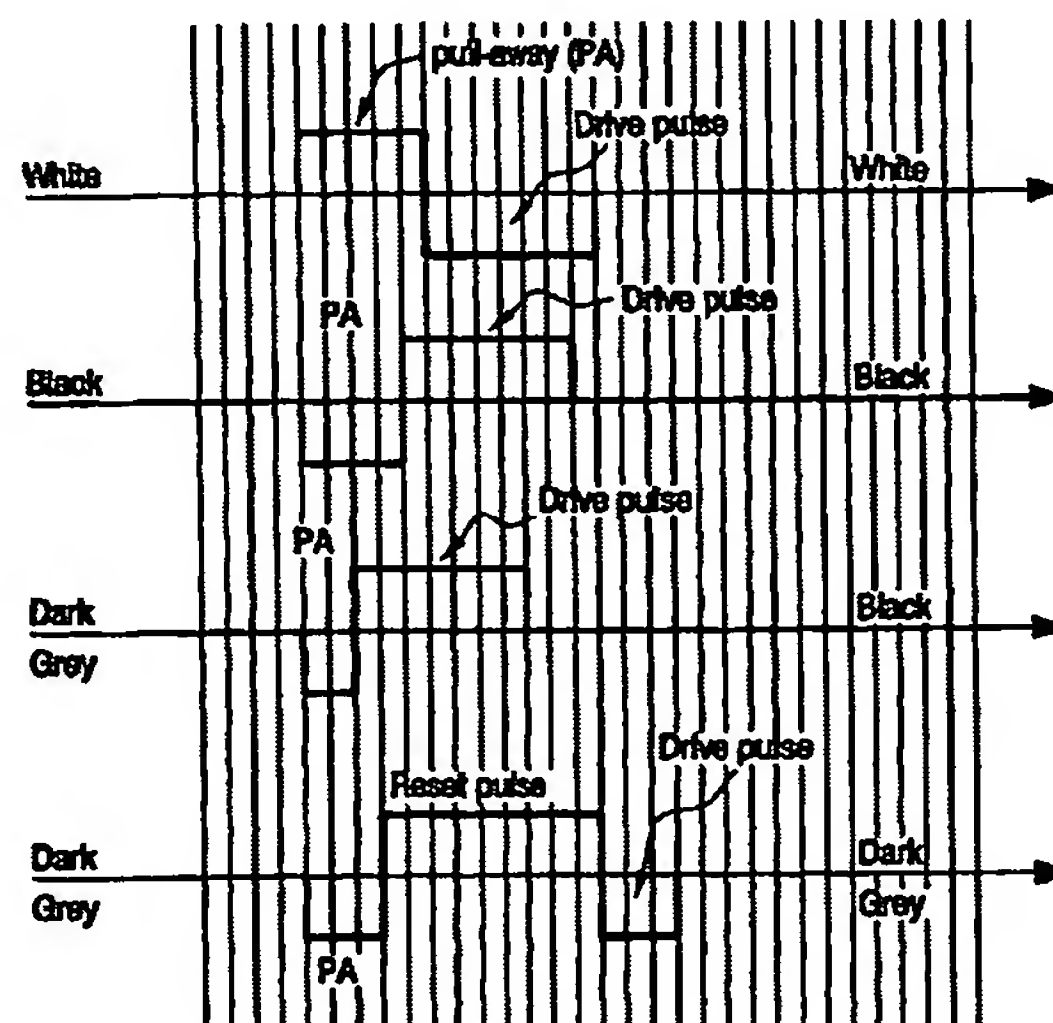 pull-away (PA)
Drive pulse
White
White
Drive pulse
PA
Black
Black
Drive pulse
PA
Dark
Grey
Black
Drive pulse
Reset pulse
Dark
Grey
Dark
Grey
PA